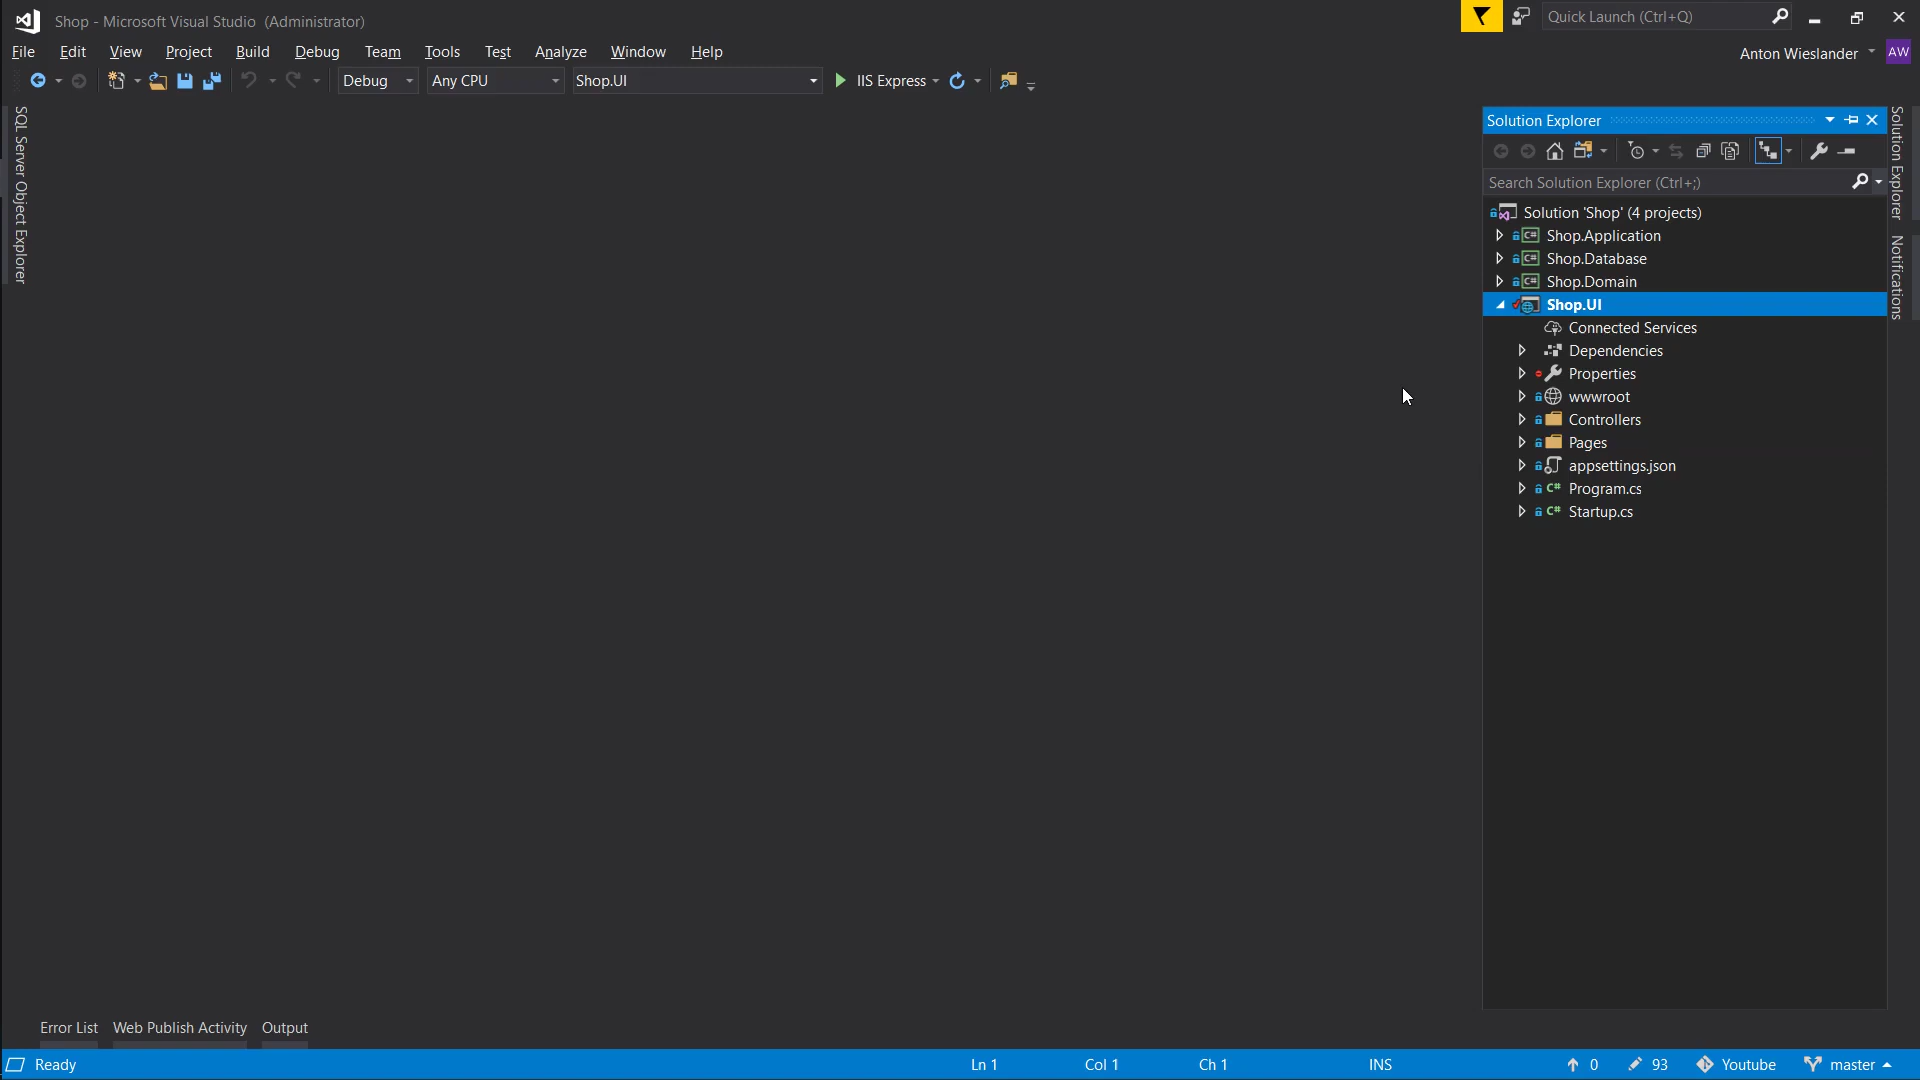 Shop - Microsoft Visual Studio (Administrator)
Quick Launch (Ctrl+Q)
File Edit View Project Build Debug Team Tools Test Analyze Window Help
Anton Wieslander AW
Debug Any CPU Shop.UI IIS Express
SQL Server Object Explorer
Solution Explorer
Search Solution Explorer (Ctrl+;)
Solution 'Shop' (4 projects)
C# Shop.Application
C# Shop.Database
C# Shop.Domain
Shop.UI
Connected Services
Dependencies
Properties
wwwroot
Controllers
Pages
appsettings.json
C# Program.cs
C# Startup.cs
Solution Explorer
Notifications
Error List Web Publish Activity Output
Ready Ln 1 Col 1 Ch 1 INS 0 93 Youtube master